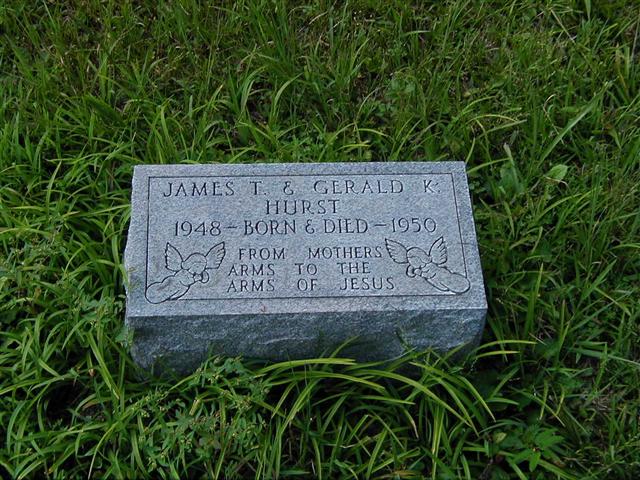 JAMES T. & GERALD K.
HURST
1948 - BORN & DIED - 1950
FROM MOTHERS
ARMS TO THE
ARMS OF JESUS